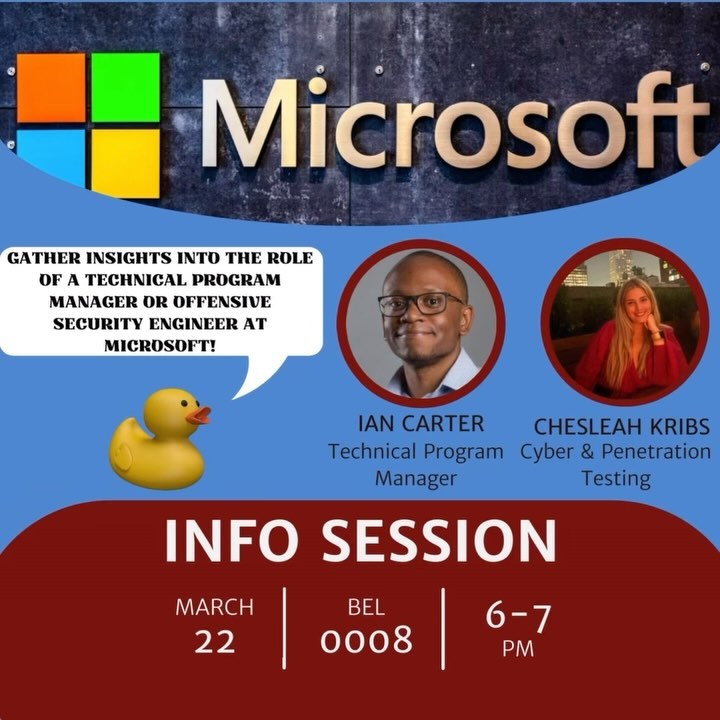 Microsoft
GATHER INSIGHTS INTO THE ROLE
OF A TECHNICAL PROGRAM
MANAGER OR OFFENSIVE
SECURITY ENGINEER AT
MICROSOFT!
IAN CARTER
Technical Program
Manager
CHESLEAH KRIBS
Cyber & Penetration
Testing
INFO SESSION
MARCH
22
BEL
0008
6-7
PM